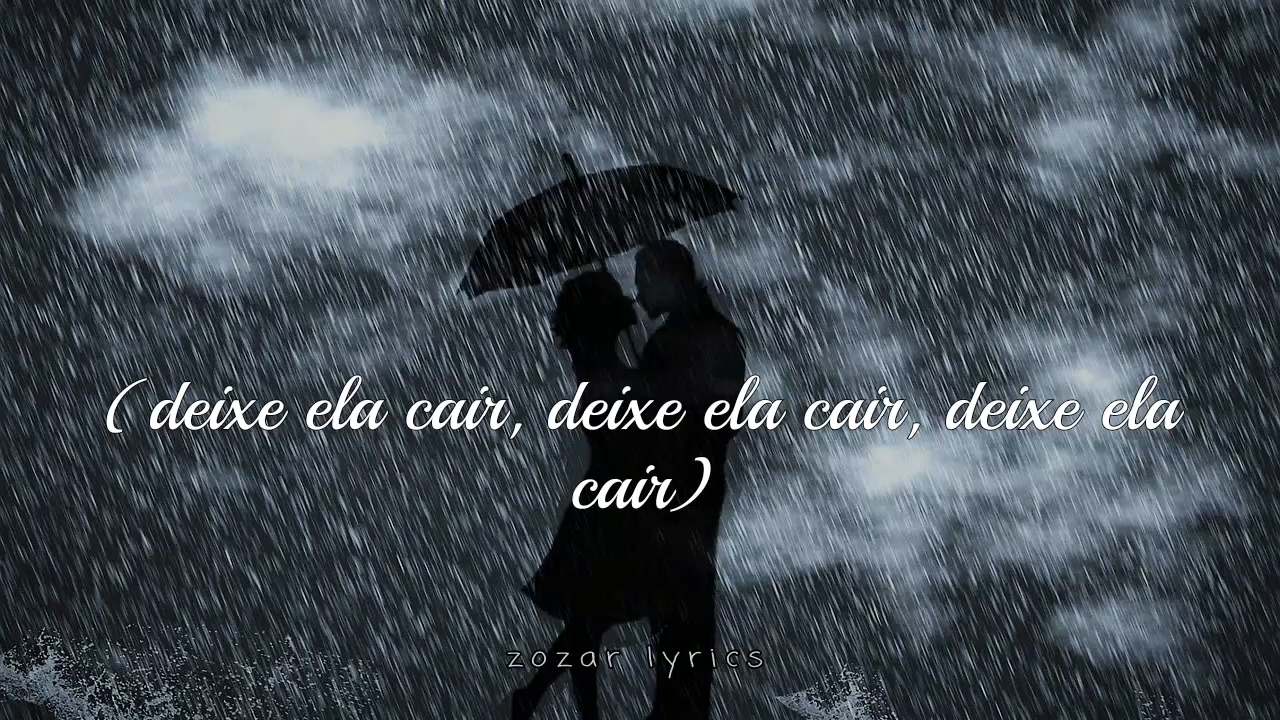 (deixe ela cair, deixe ela cair, deixe ela
cair)
zozar lyrics